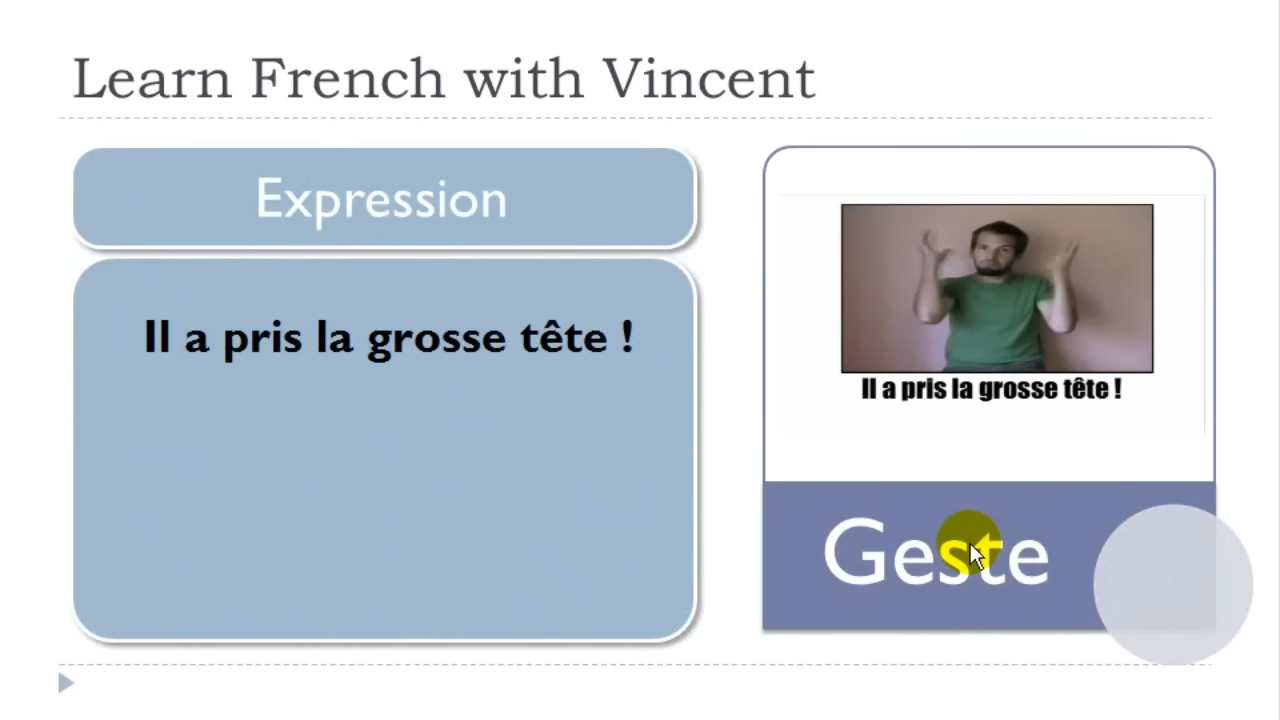 Learn French with Vincent
Expression
Il a pris la grosse tête !
Il a pris la grosse tête !
Geste